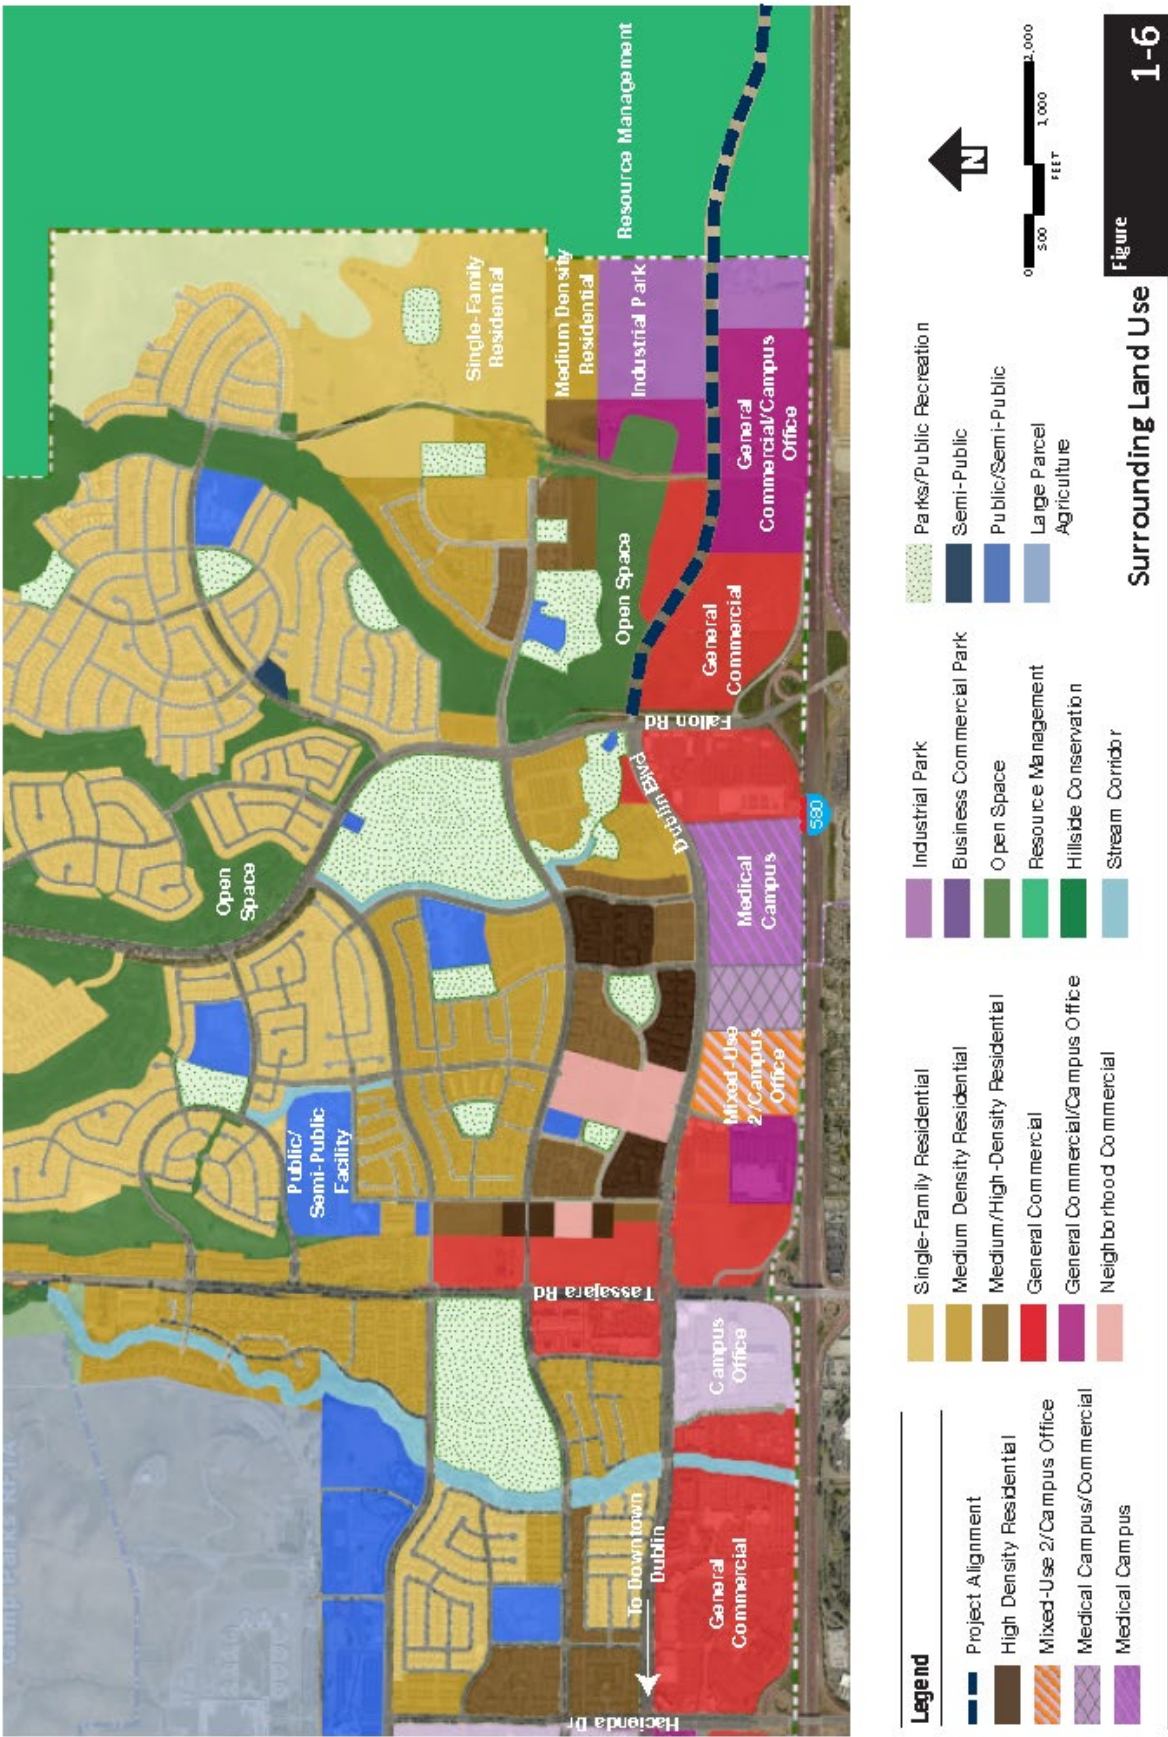 Resource Management
Single-Family
Residential
Medium Density
Residential
Industrial Park
General
Commercial/Campus
Office
Open Space
General
Commercial
Fallon Rd
Dublin Blvd
580
Open
Space
Medical
Campus
Mixed-Use
2/Campus
Office
Public/
Semi-Public
Facility
Tassajara Rd
Campus
Office
To Downtown
Dublin
General
Commercial
Hacienda Dr
Legend
Project Alignment
High Density Residential
Mixed-Use 2/Campus Office
Medical Campus/Commercial
Medical Campus
Single-Family Residential
Medium Density Residential
Medium/High-Density Residential
General Commercial
General Commercial/Campus Office
Neighborhood Commercial
Industrial Park
Business Commercial Park
Open Space
Resource Management
Hillside Conservation
Stream Corridor
Parks/Public Recreation
Semi-Public
Public/Semi-Public
Large Parcel
Agriculture
N
0 500 1,000 2,000
FEET
Surrounding Land Use
Figure
1-6